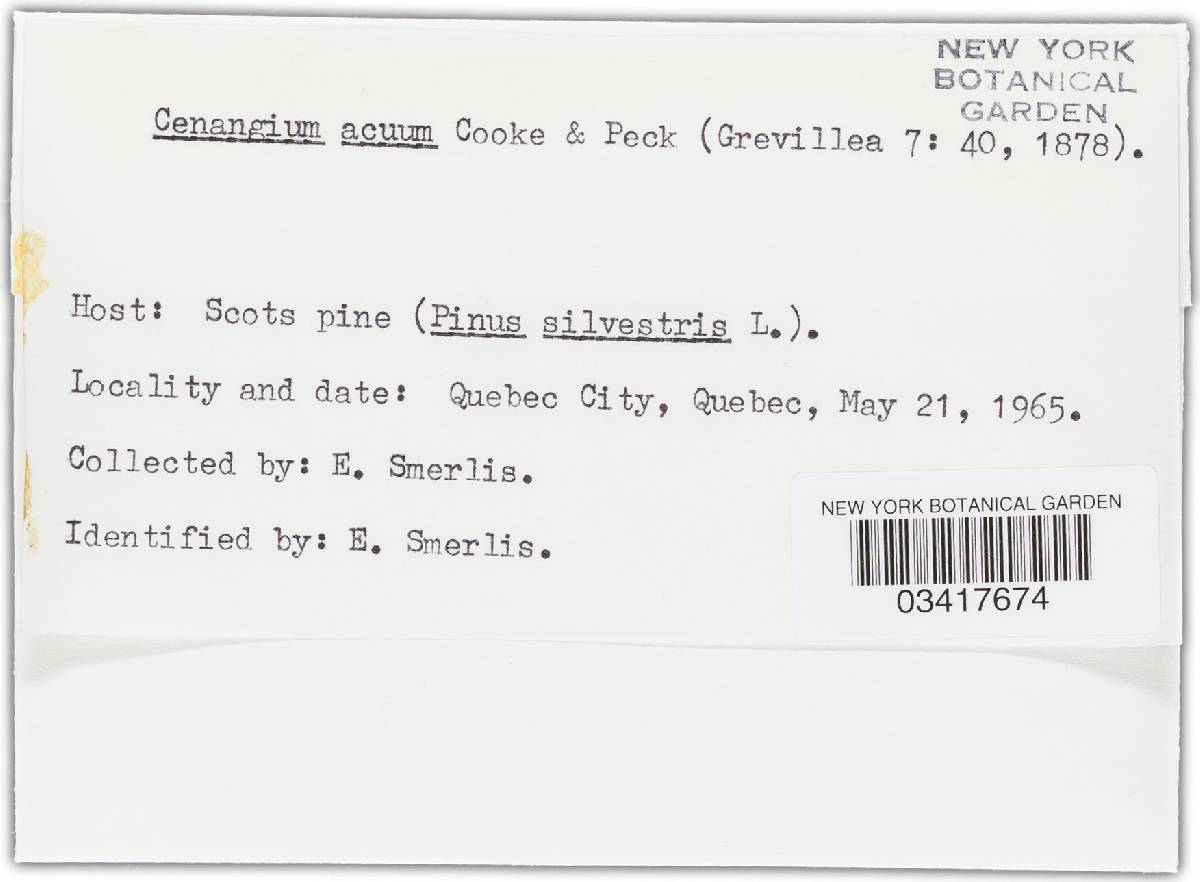 NEW YORK
BOTANICAL
GARDEN
Cenangium acuum Cooke & Peck (Grevillea 7: 40, 1878).
Host: Scots pine (Pinus silvestris L.).
Locality and date: Quebec City, Quebec, May 21, 1965.
Collected by: E. Smerlis.
Identified by: E. Smerlis.
NEW YORK BOTANICAL GARDEN
03417674